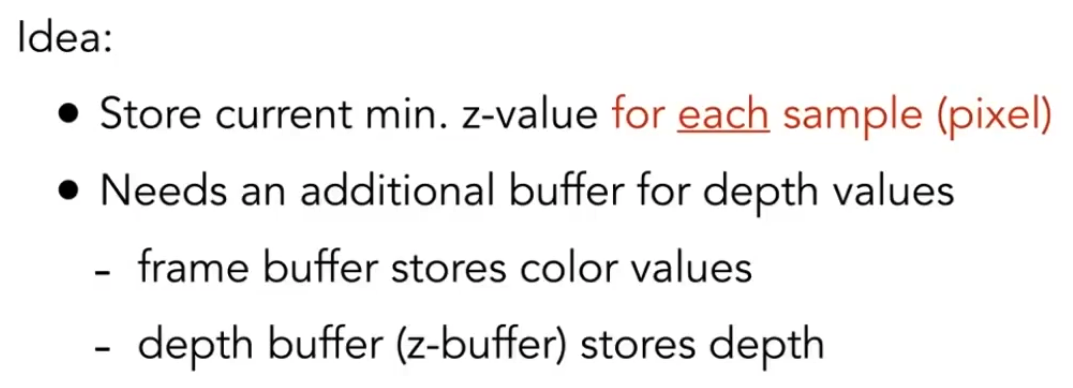 Idea:
• Store current min. z-value for each sample (pixel)
• Needs an additional buffer for depth values
- frame buffer stores color values
- depth buffer (z-buffer) stores depth